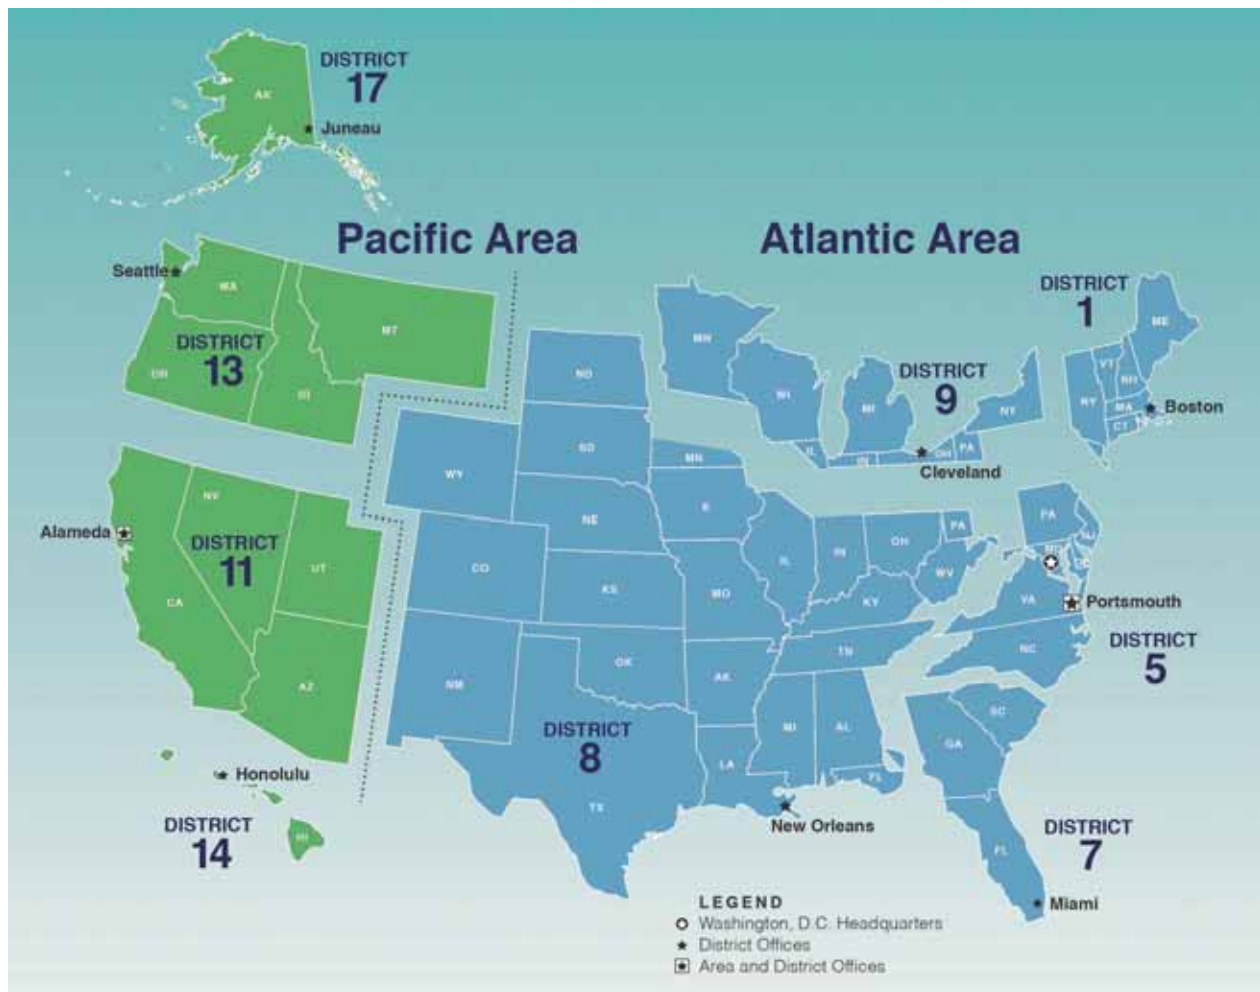 DISTRICT
17
AK
Juneau
Pacific Area
Atlantic Area
Seattle
WA
MT
DISTRICT
13
OR
ID
DISTRICT
1
ME
VT
NH
NY
MA
CT
Boston
MN
WI
MI
DISTRICT
9
NY
IL
IN
OH
PA
Cleveland
ND
SD
MN
WY
NE
Alameda
NV
DISTRICT
11
UT
CA
AZ
CO
KS
MO
IL
IN
OH
PA
WV
KY
PA
NJ
VA
Portsmouth
NC
DISTRICT
5
TN
NM
OK
AK
DISTRICT
8
TX
LA
MI
AL
FL
New Orleans
SC
GA
FL
DISTRICT
7
Miami
Honolulu
DISTRICT
14
HI
LEGEND
Washington, D.C. Headquarters
District Offices
Area and District Offices